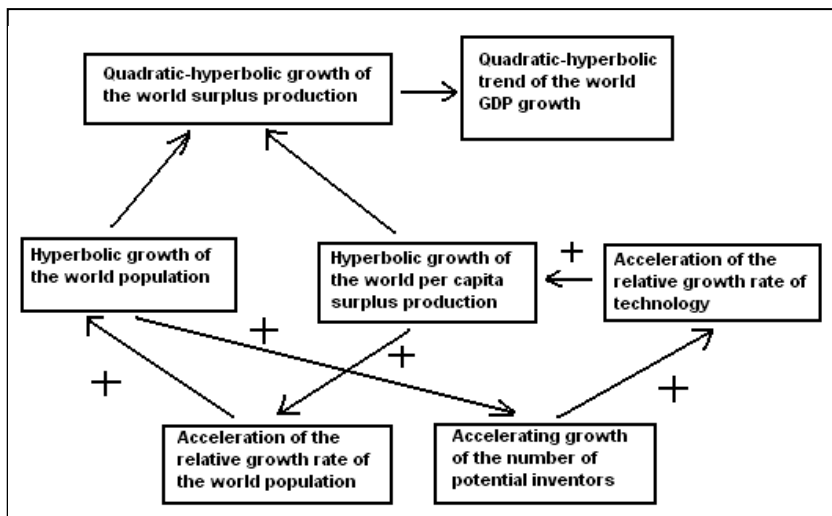 Quadratic-hyperbolic growth of
the world surplus production
Quadratic-hyperbolic
trend of the world
GDP growth
Hyperbolic growth of
the world population
Hyperbolic growth of
the world per capita
surplus production
+
Acceleration of the
relative growth rate of
technology
+
+
+
+
Acceleration of the
relative growth rate of
the world population
Accelerating growth
of the number of
potential inventors